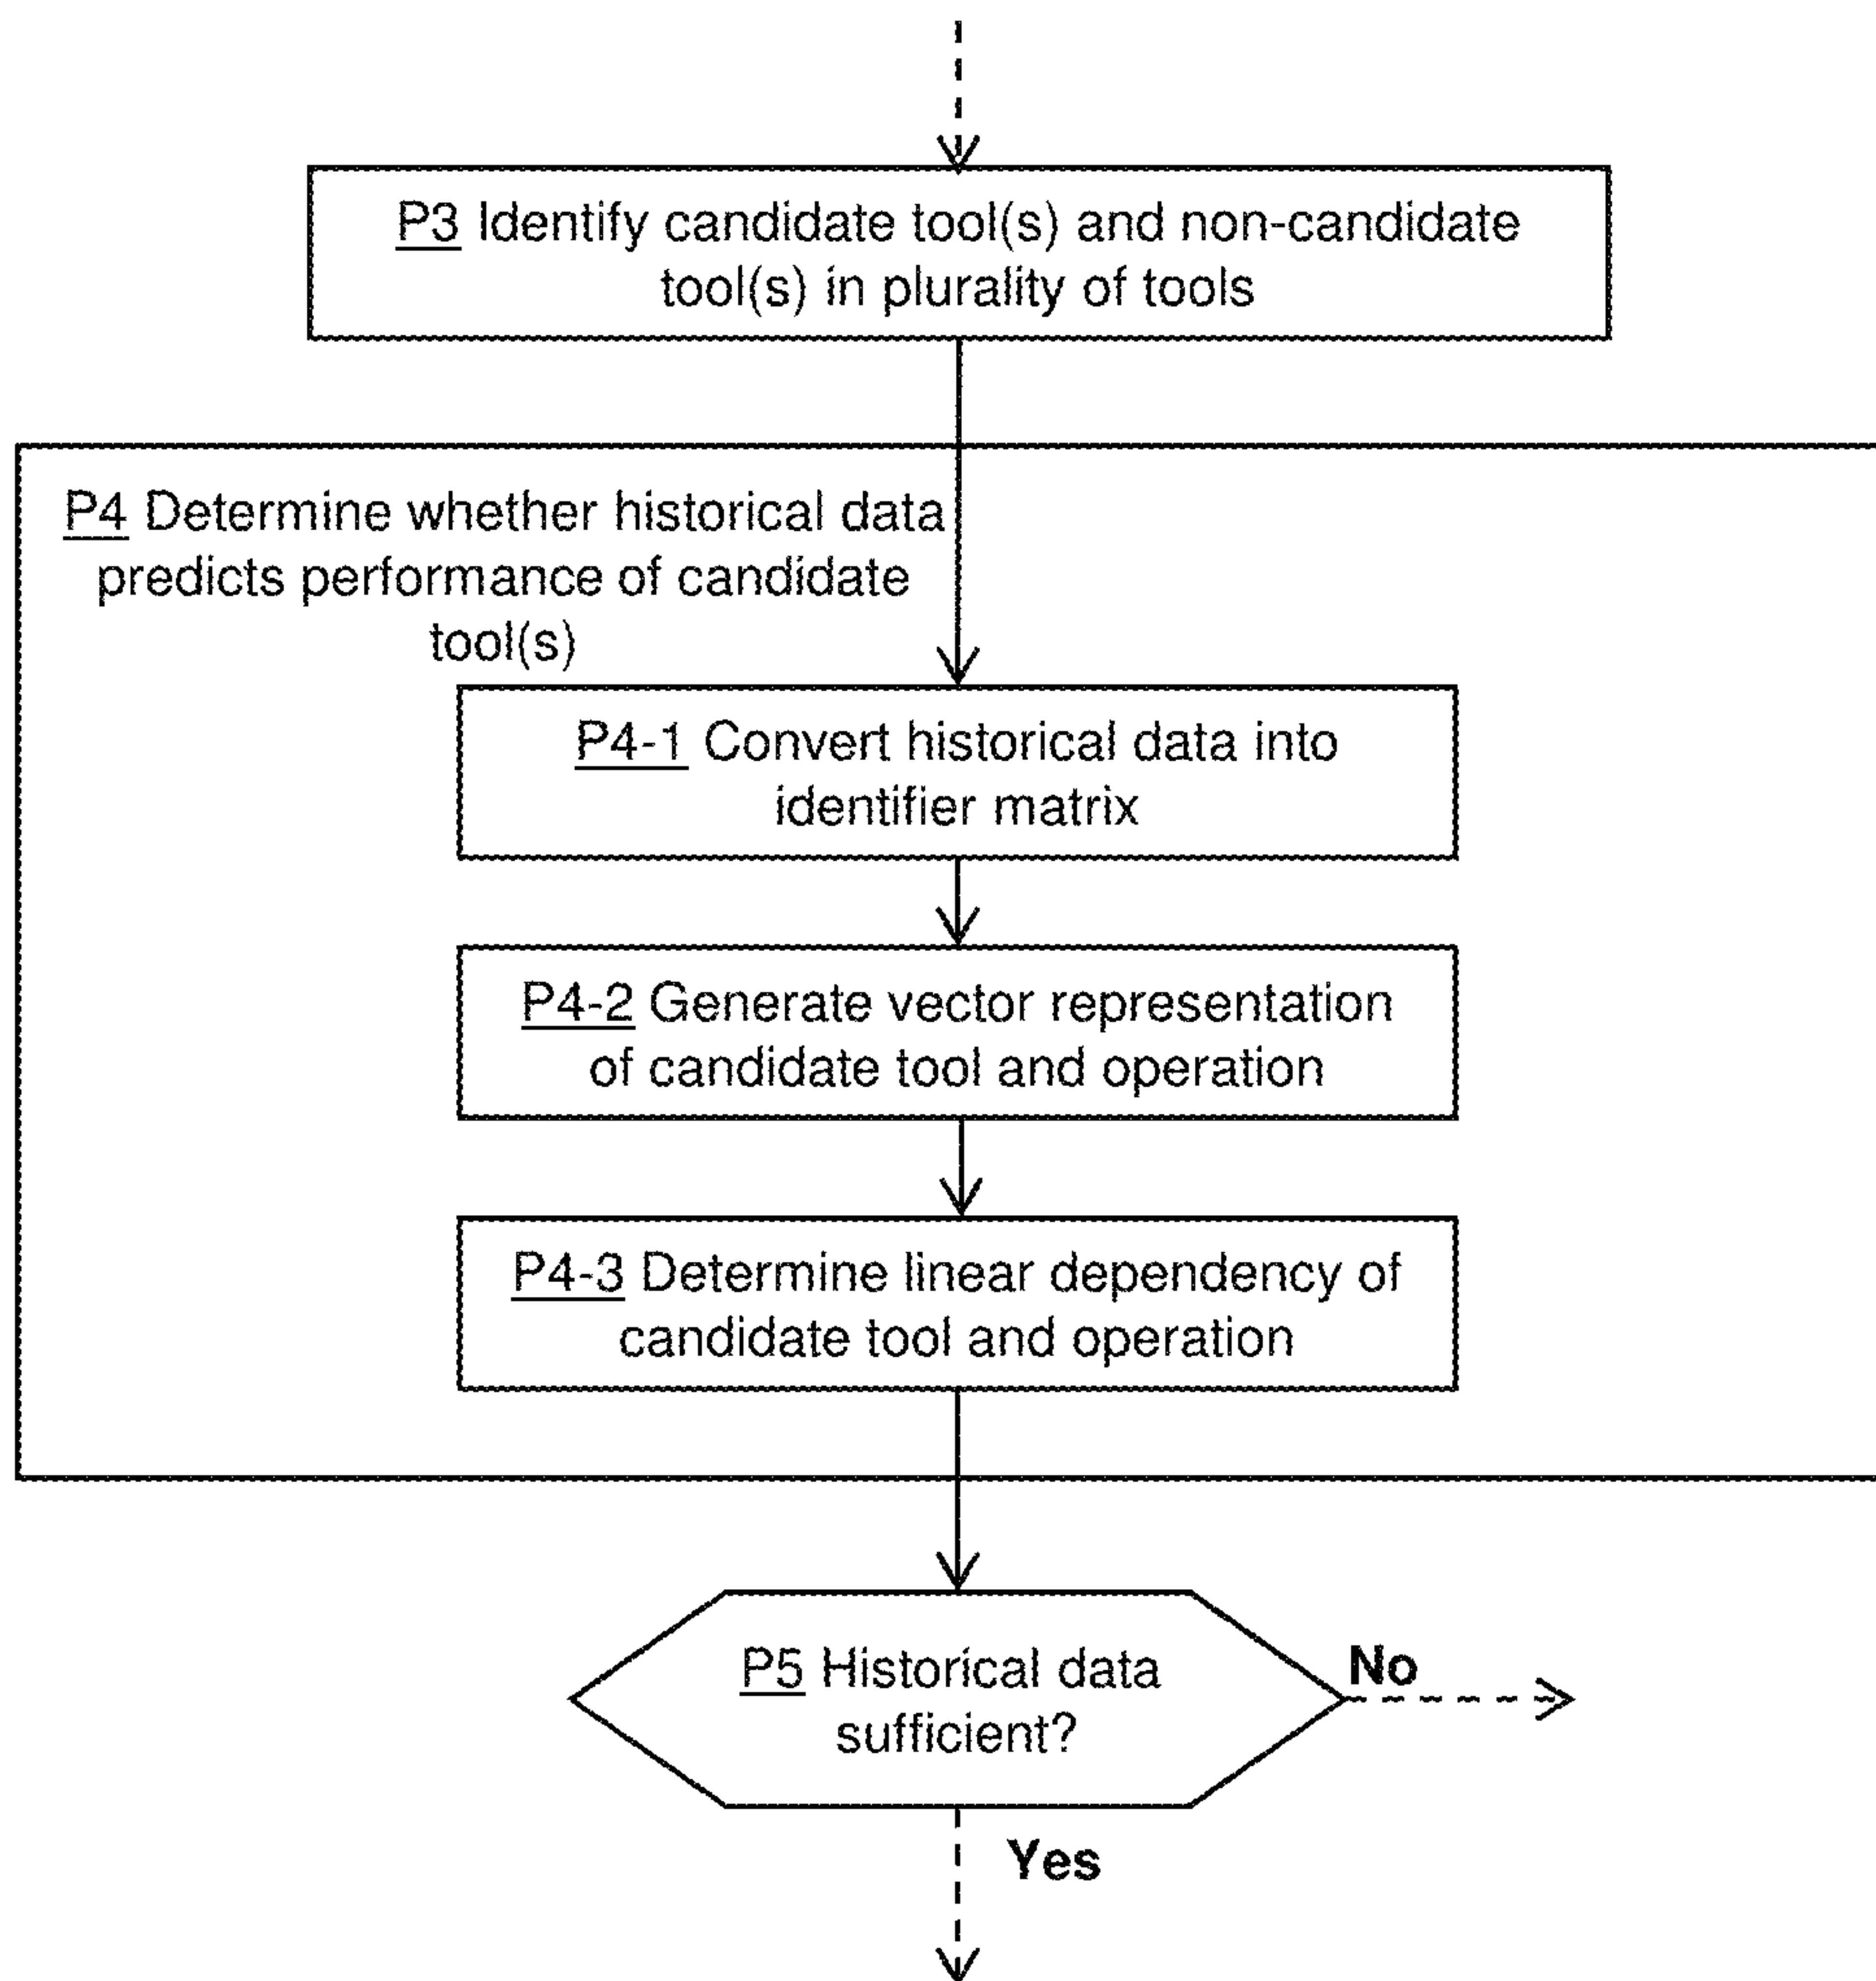 P3 Identify candidate tool(s) and non-candidate
tool(s) in plurality of tools
P4 Determine whether historical data
predicts performance of candidate
tool(s)
P4-1 Convert historical data into
identifier matrix
P4-2 Generate vector representation
of candidate tool and operation
P4-3 Determine linear dependency of
candidate tool and operation
P5 Historical data
sufficient?
No
Yes